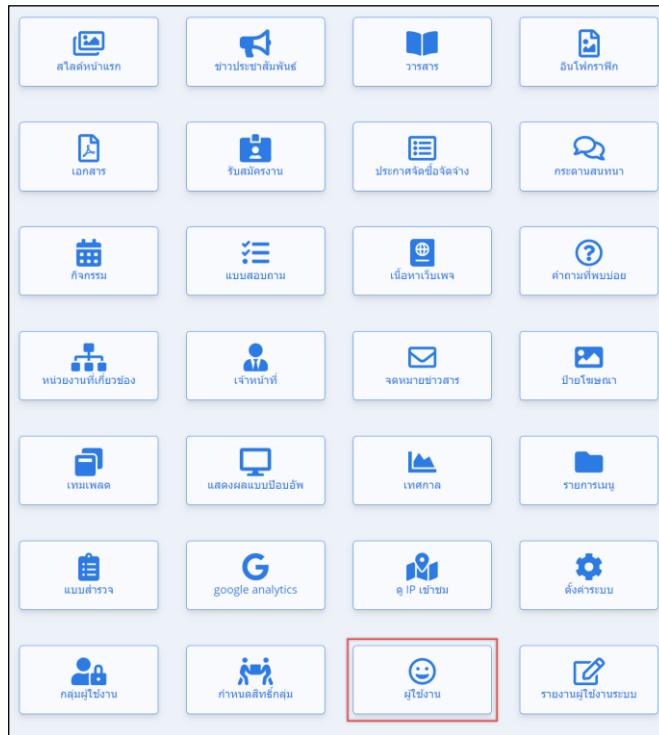 สไลด์หน้าแรก
ข่าวประชาสัมพันธ์
วารสาร
อินโฟกราฟิก
เอกสาร
รับสมัครงาน
ประกาศจัดซื้อจัดจ้าง
กระดานสนทนา
กิจกรรม
แบบสอบถาม
เนื้อหาเว็บเพจ
คำถามที่พบบ่อย
หน่วยงานที่เกี่ยวข้อง
เจ้าหน้าที่
จดหมายข่าวสาร
ป้ายโฆษณา
เทมเพลต
แสดงผลแบบป๊อบอัพ
เทศกาล
รายการเมนู
แบบสำรวจ
google analytics
ดู IP เข้าชม
ตั้งค่าระบบ
กลุ่มผู้ใช้งาน
กำหนดสิทธิ์กลุ่ม
ผู้ใช้งาน
รายงานผู้ใช้งานระบบ